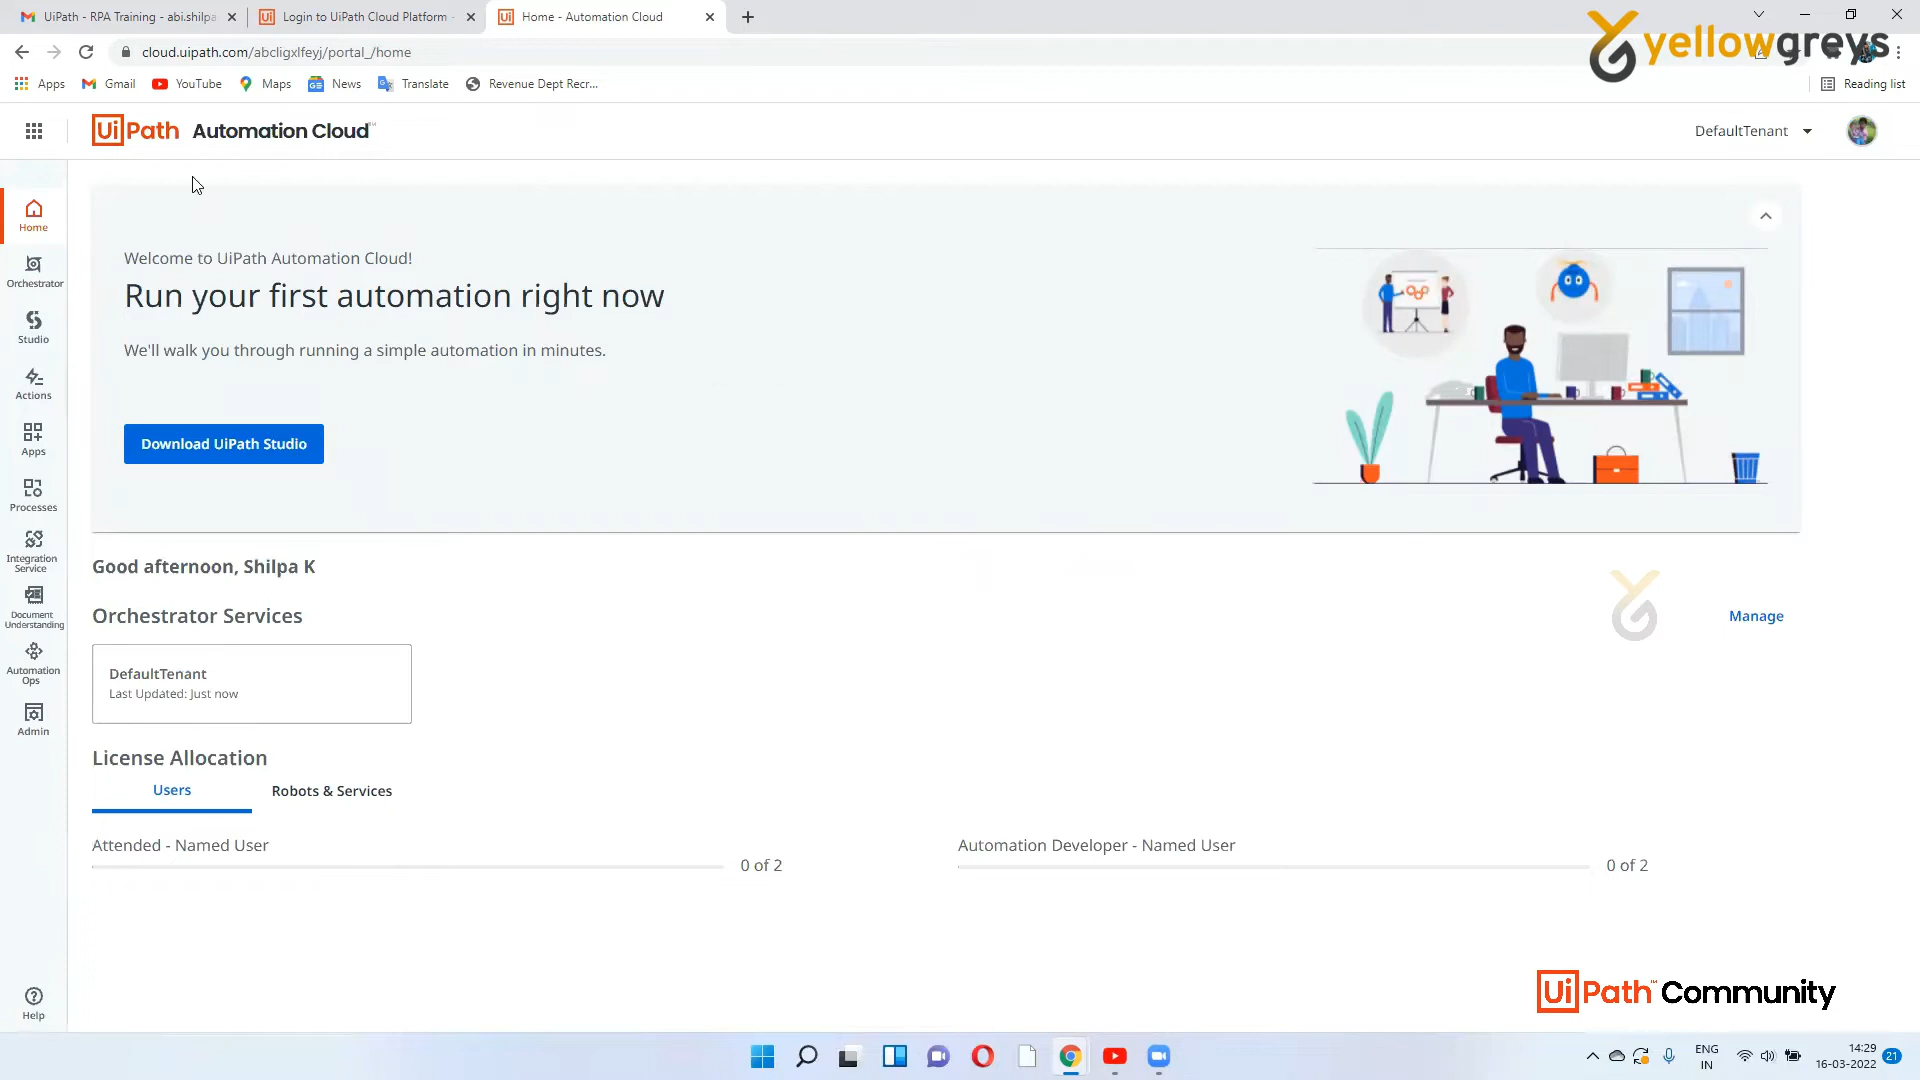 UiPath - RPA Training - abi.shilpa
Login to UiPath Cloud Platform -
Home - Automation Cloud
yellowgreys
cloud.uipath.com/abcligxlfeyj/portal_/home
Apps
Gmail
YouTube
Maps
News
Translate
Revenue Dept Recr...
Reading list
UiPath Automation Cloud™
DefaultTenant
Home
Orchestrator
Studio
Actions
Apps
Processes
Integration
Service
Document
Understanding
Automation
Ops
Admin
Help
Welcome to UiPath Automation Cloud!
Run your first automation right now
We'll walk you through running a simple automation in minutes.
Download UiPath Studio
Good afternoon, Shilpa K
Orchestrator Services
Manage
DefaultTenant
Last Updated: Just now
License Allocation
Users
Robots & Services
Attended - Named User
0 of 2
Automation Developer - Named User
0 of 2
UiPath™ Community
ENG
IN
14:29
16-03-2022
21